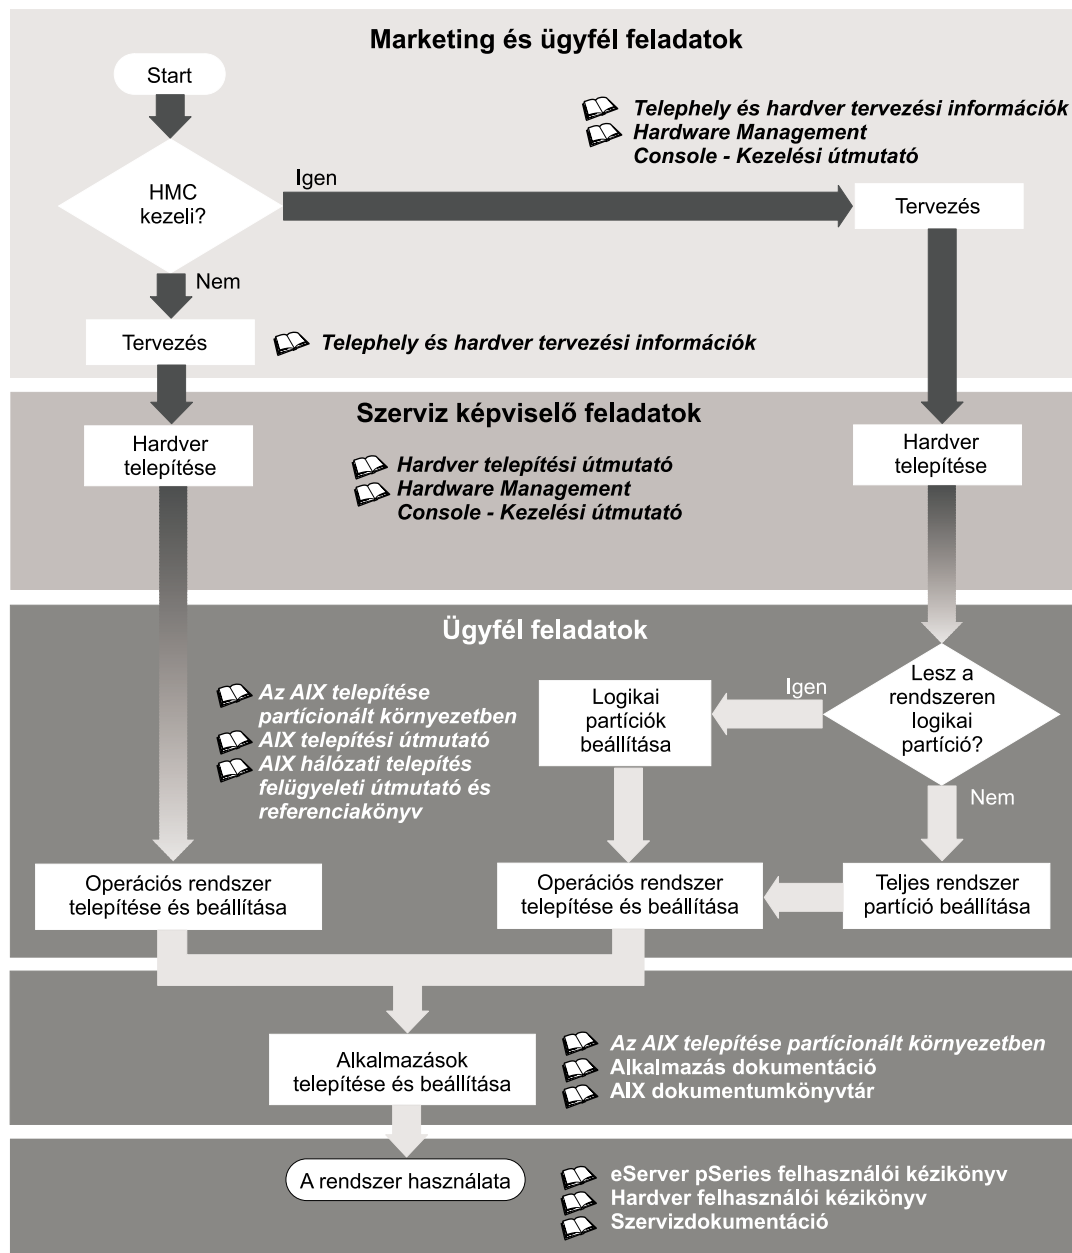 Marketing és ügyfél feladatok
Start
Telephely és hardver tervezési információk
Hardware Management
Console - Kezelési útmutató
HMC
kezeli?
Igen
Tervezés
Nem
Tervezés
Telephely és hardver tervezési információk
Szerviz képviselő feladatok
Hardver
telepítése
Hardver telepítési útmutató
Hardware Management
Console - Kezelési útmutató
Hardver
telepítése
Ügyfél feladatok
Az AIX telepítése
partícionált környezetben
AIX telepítési útmutató
AIX hálózati telepítés
felügyeleti útmutató és
referenciakönyv
Logikai
partíciók
beállítása
Igen
Lesz a
rendszeren
logikai
partíció?
Nem
Operációs rendszer
telepítése és beállítása
Operációs rendszer
telepítése és beállítása
Teljes rendszer
partíció beállítása
Alkalmazások
telepítése és beállítása
Az AIX telepítése partícionált környezetben
Alkalmazás dokumentáció
AIX dokumentumkönyvtár
A rendszer használata
eServer pSeries felhasználói kézikönyv
Hardver felhasználói kézikönyv
Szervizdokumentáció